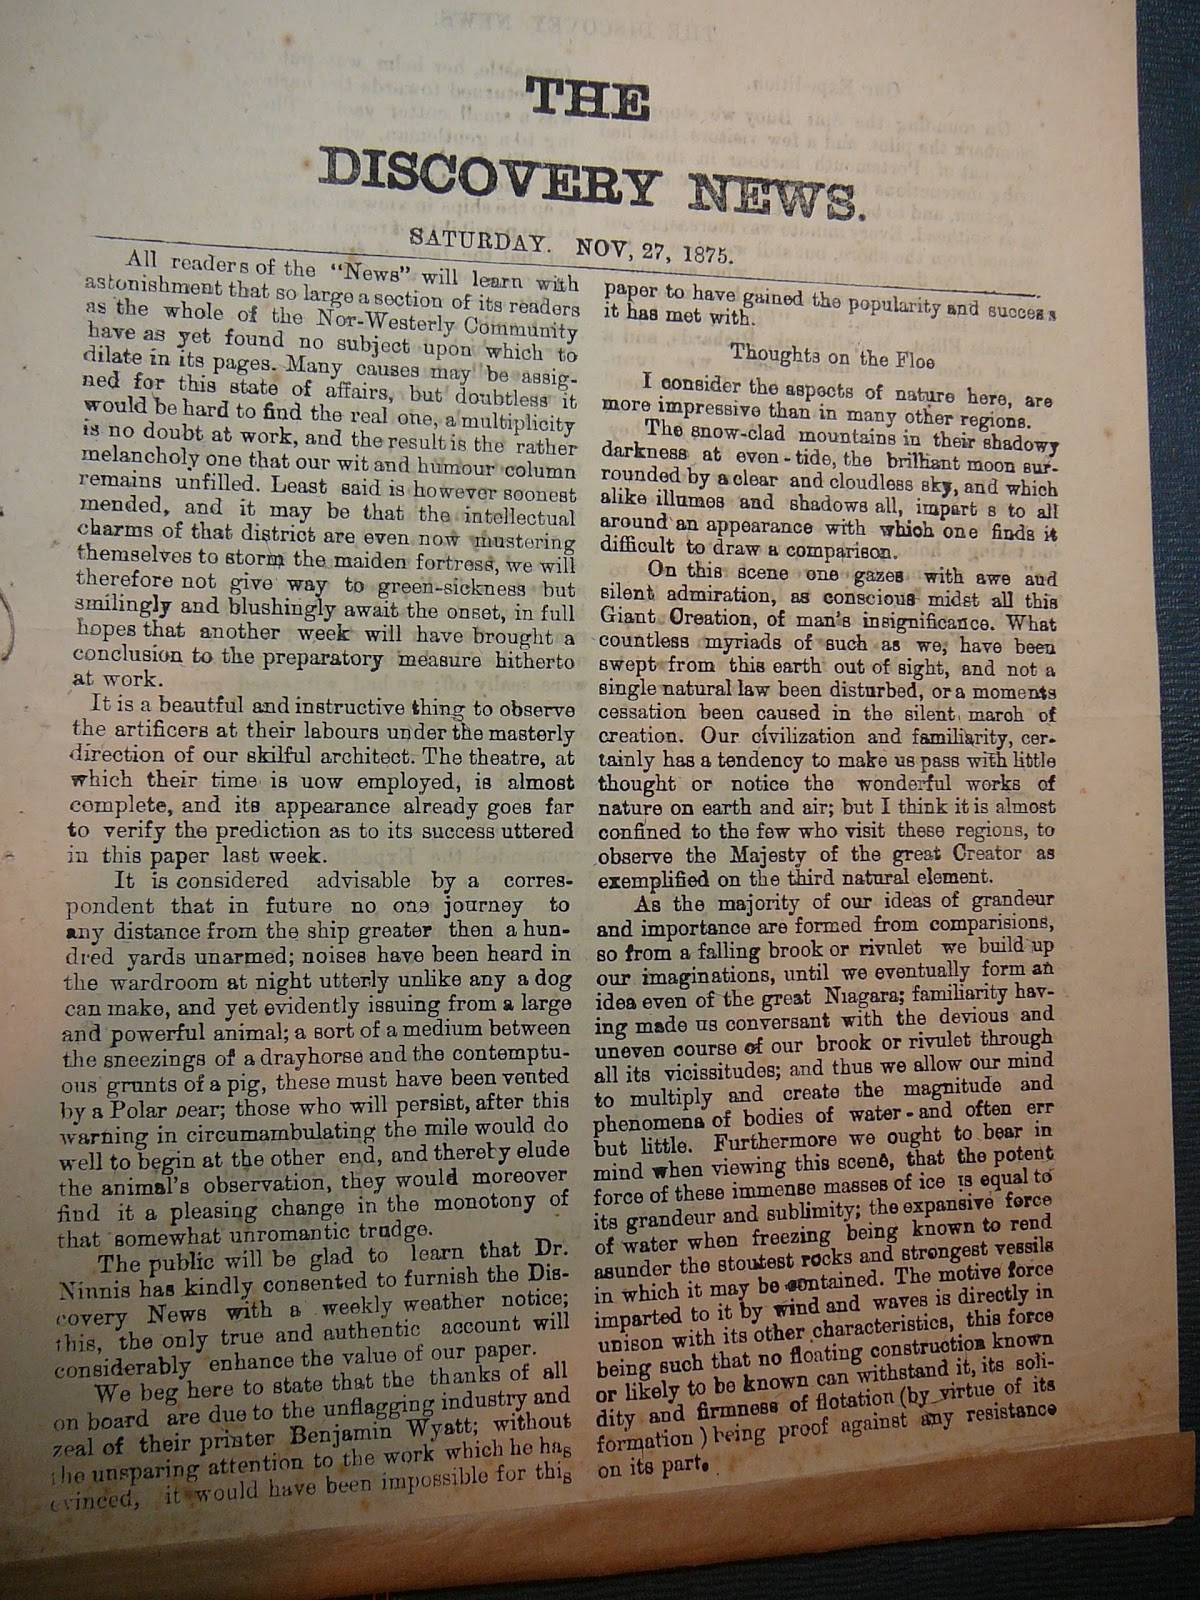 THE
DISCOVERY NEWS.
SATURDAY. NOV, 27, 1875.
All readers of the "News" will learn with
astonishment that so large a section of its readers
as the whole of the Nor-Westerly Community
have as yet found no subject upon which to
dilate in its pages. Many causes may be assig-
ned for this state of affairs, but doubtless it
would be hard to find the real one, a multiplicity
is no doubt at work, and the result is the rather
melancholy one that our wit and humour column
remains unfilled. Least said is however soonest
mended, and it may be that the intellectual
charms of that district are even now mustering
themselves to storm the maiden fortress, we will
therefore not give way to green-sickness but
smilingly and blushingly await the onset, in full
hopes that another week will have brought a
conclusion to the preparatory measure hitherto
at work.
It is a beautful and instructive thing to observe
the artificers at their labours under the masterly
direction of our skilful architect. The theatre, at
which their time is uow employed, is almost
complete, and its appearance already goes far
to verify the prediction as to its success uttered
in this paper last week.
It is considered advisable by a corres-
pondent that in future no one journey to
any distance from the ship greater then a hun-
dred yards unarmed; noises have been heard in
the wardroom at night utterly unlike any a dog
can make, and yet evidently issuing from a large
and powerful animal; a sort of a medium between
the sneezings of a drayhorse and the contemptu-
ous grunts of a pig, these must have been vented
by a Polar bear; those who will persist, after this
warning in circumambulating the mile would do
well to begin at the other end, and thereby elude
the animal's observation, they would moreover
find it a pleasing change in the monotony of
that somewhat unromantic trudge.
The public will be glad to learn that Dr.
Ninnis has kindly consented to furnish the Dis-
covery News with a weekly weather notice;
this, the only true and authentic account will
considerably enhance the value of our paper.
We beg here to state that the thanks of all
on board are due to the unflagging industry and
zeal of their printer Benjamin Wyatt; without
the unsparing attention to the work which he has
evinced, it would have been impossible for this
paper to have gained the popularity and success
it has met with.
Thoughts on the Floe
I consider the aspects of nature here, are
more impressive than in many other regions.
The snow-clad mountains in their shadowy
darkness at even-tide, the brilliant moon sur-
rounded by a clear and cloudless sky, and which
alike illumes and shadows all, impart s to all
around an appearance with which one finds it
difficult to draw a comparison.
On this scene one gazes with awe aud
silent admiration, as conscious midst all this
Giant Creation, of man's insignificance. What
countless myriads of such as we, have been
swept from this earth out of sight, and not a
single natural law been disturbed, or a moments
cessation been caused in the silent march of
creation. Our civilization and familiarity, cer-
tainly has a tendency to make us pass with little
thought or notice the wonderful works of
nature on earth and air; but I think it is almost
confined to the few who visit these regions, to
observe the Majesty of the great Creator as
exemplified on the third natural element.
As the majority of our ideas of grandeur
and importance are formed from comparisions,
so from a falling brook or rivulet we build up
our imaginations, until we eventually form an
idea even of the great Niagara; familiarity hav-
ing made us conversant with the devious and
uneven course of our brook or rivulet through
all its vicissitudes; and thus we allow our mind
to multiply and create the magnitude and
phenomena of bodies of water-and often err
but little. Furthermore we ought to bear in
mind when viewing this scene, that the potent
force of these immense masses of ice is equal to
its grandeur and sublimity; the expansive force
of water when freezing being known to rend
asunder the stoutest rocks and strongest vessils
in which it may be contained. The motive force
imparted to it by wind and waves is directly in
unison with its other characteristics, this force
being such that no floating construction known
or likely to be known can withstand it, its soli-
dity and firmness of flotation (by virtue of its
formation) being proof against any resistance
on its part.